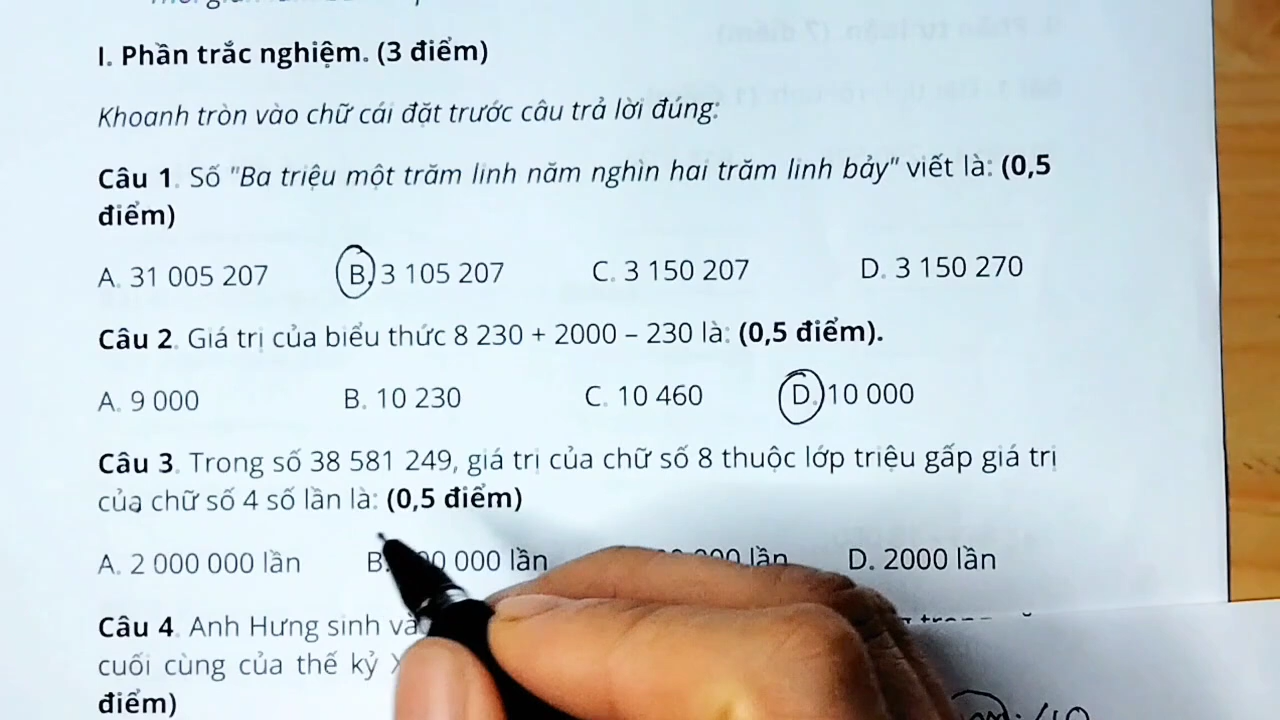 I. Phần trắc nghiệm. (3 điểm)
Khoanh tròn vào chữ cái đặt trước câu trả lời đúng:
Câu 1. Số "Ba triệu một trăm linh năm nghìn hai trăm linh bảy" viết là: (0,5
điểm)
A. 31 005 207 B. 3 105 207 C. 3 150 207 D. 3 150 270
Câu 2. Giá trị của biểu thức 8 230 + 2000 – 230 là: (0,5 điểm).
A. 9 000 B. 10 230 C. 10 460 D. 10 000
Câu 3. Trong số 38 581 249, giá trị của chữ số 8 thuộc lớp triệu gấp giá trị
của chữ số 4 số lần là: (0,5 điểm)
A. 2 000 000 lần B. 000 lần lần D. 2000 lần
Câu 4. Anh Hưng sinh
cuối cùng của thế kỷ
điểm)